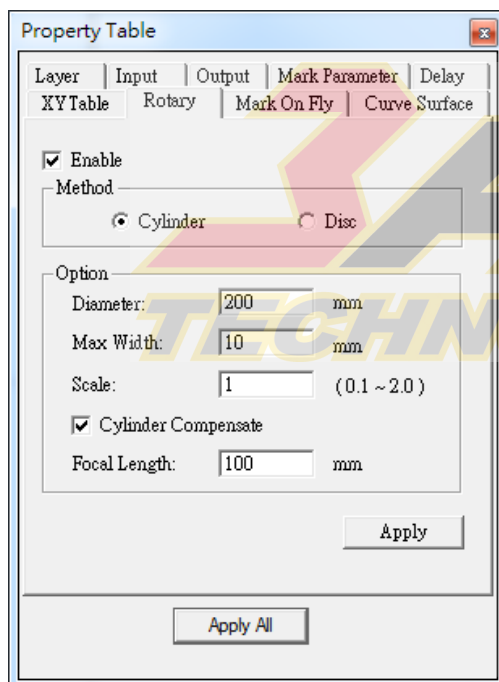 Property Table
Layer Input Output Mark Parameter Delay
XYTable Rotary Mark On Fly Curve Surface
Enable
Method
Cylinder Disc
Option
Diameter: 200 mm
Max Width: 10 mm
Scale: 1 ( 0.1 ~ 2.0 )
Cylinder Compensate
Focal Length: 100 mm
Apply
Apply All
TECHN